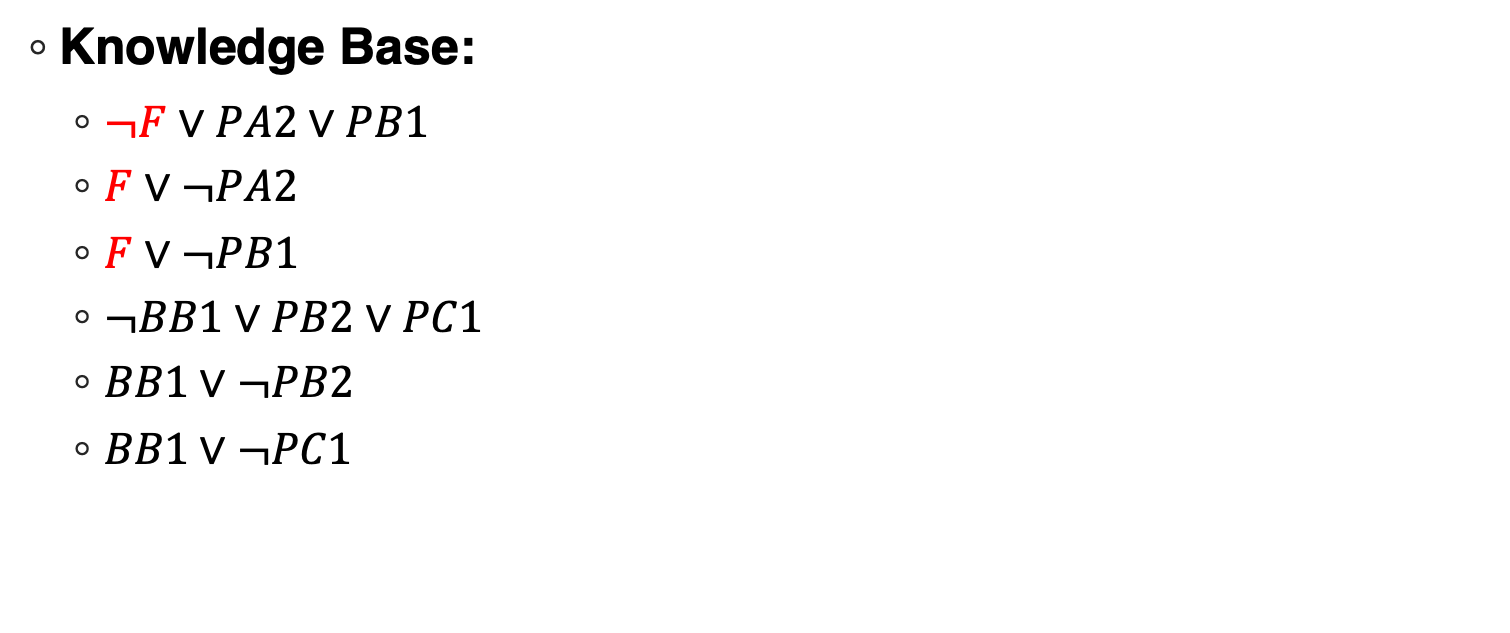 ◦ Knowledge Base:
◦ ¬F ∨ PA2 ∨ PB1
◦ F ∨ ¬PA2
◦ F ∨ ¬PB1
◦ ¬BB1 ∨ PB2 ∨ PC1
◦ BB1 ∨ ¬PB2
◦ BB1 ∨ ¬PC1